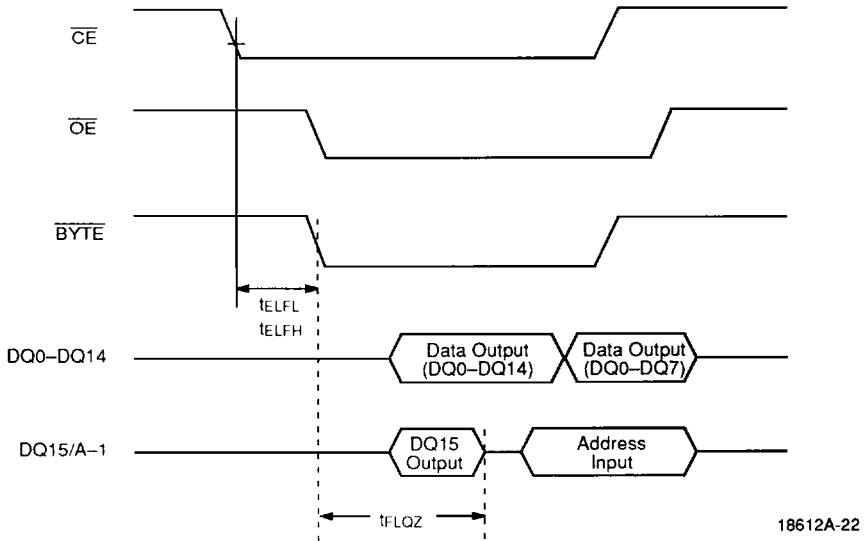 CE
OE
BYTE
tELFL
tELFH
DQ0–DQ14
Data Output
(DQ0–DQ14)
Data Output
(DQ0–DQ7)
DQ15/A–1
DQ15
Output
Address
Input
tFLQZ
18612A-22